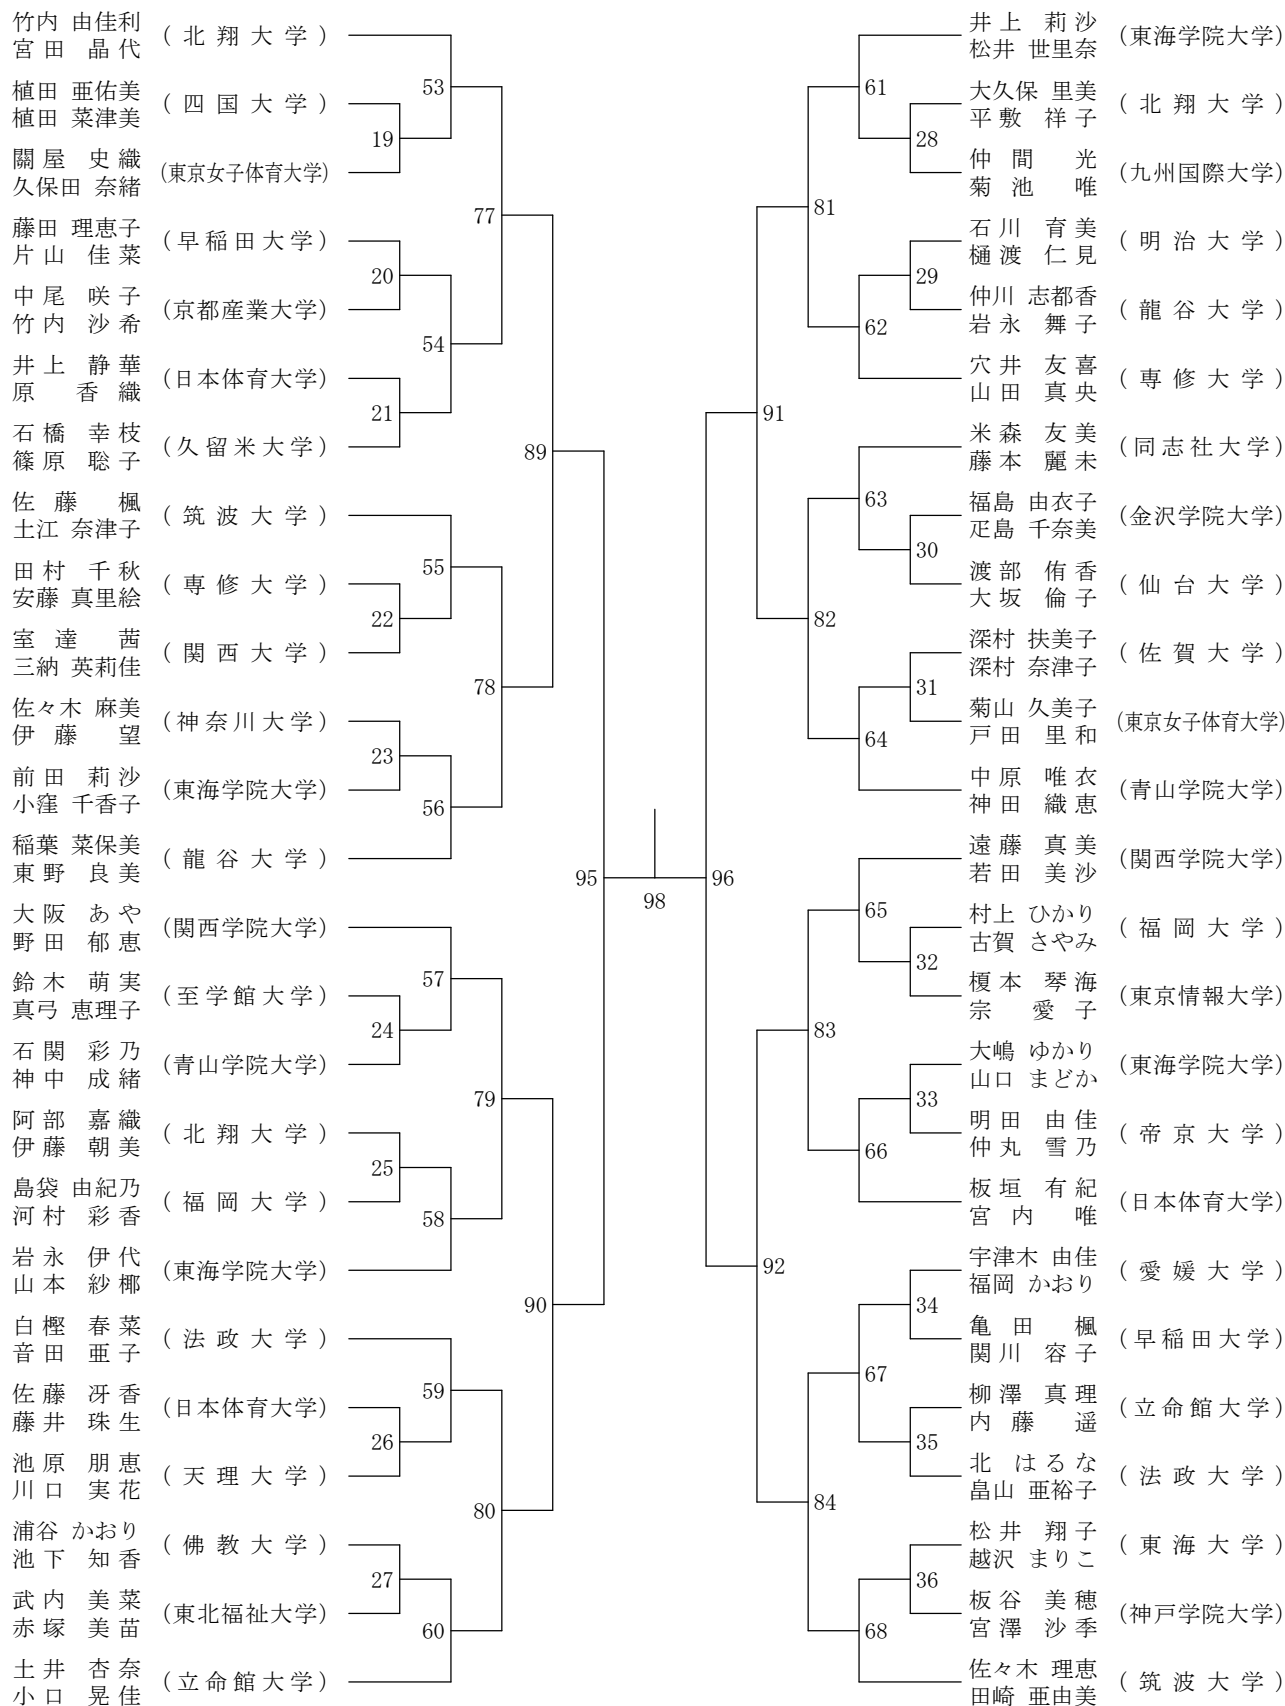 竹内 由佳利
宮田 晶代
(北翔大学)
植田 亜佑美
植田 菜津美
(四国大学)
關屋 史織
久保田 奈緒
(東京女子体育大学)
藤田 理恵子
片山 佳菜
(早稲田大学)
中尾 咲子
竹内 沙希
(京都産業大学)
井上 静華
原 香織
(日本体育大学)
石橋 幸枝
篠原 聡子
(久留米大学)
佐藤 楓
土江 奈津子
(筑波大学)
田村 千秋
安藤 真里絵
(専修大学)
室達 茜
三納 英莉佳
(関西大学)
佐々木 麻美
伊藤 望
(神奈川大学)
前田 莉沙
小窪 千香子
(東海学院大学)
稲葉 菜保美
東野 良美
(龍谷大学)
大阪 あや
野田 郁恵
(関西学院大学)
鈴木 萌実
真弓 恵理子
(至学館大学)
石関 彩乃
神中 成緒
(青山学院大学)
阿部 嘉織
伊藤 朝美
(北翔大学)
島袋 由紀乃
河村 彩香
(福岡大学)
岩永 伊代
山本 紗椰
(東海学院大学)
白樫 春菜
音田 亜子
(法政大学)
佐藤 冴香
藤井 珠生
(日本体育大学)
池原 朋恵
川口 実花
(天理大学)
浦谷 かおり
池下 知香
(佛教大学)
武内 美菜
赤塚 美苗
(東北福祉大学)
土井 杏奈
小口 晃佳
(立命館大学)
19
20
21
22
23
24
25
26
27
53
54
55
56
57
58
59
60
77
78
79
80
89
90
95
98
96
91
92
81
82
83
84
61
62
63
64
65
66
67
68
28
29
30
31
32
33
34
35
36
井上 莉沙
松井 世里奈
(東海学院大学)
大久保 里美
平敷 祥子
(北翔大学)
仲間 光
菊池 唯
(九州国際大学)
石川 育美
樋渡 仁見
(明治大学)
仲川 志都香
岩永 舞子
(龍谷大学)
穴井 友喜
山田 真央
(専修大学)
米森 友美
藤本 麗未
(同志社大学)
福島 由衣子
疋島 千奈美
(金沢学院大学)
渡部 侑香
大坂 倫子
(仙台大学)
深村 扶美子
深村 奈津子
(佐賀大学)
菊山 久美子
戸田 里和
(東京女子体育大学)
中原 唯衣
神田 織恵
(青山学院大学)
遠藤 真美
若田 美沙
(関西学院大学)
村上 ひかり
古賀 さやみ
(福岡大学)
榎本 琴海
宗 愛子
(東京情報大学)
大嶋 ゆかり
山口 まどか
(東海学院大学)
明田 由佳
仲丸 雪乃
(帝京大学)
板垣 有紀
宮内 唯
(日本体育大学)
宇津木 由佳
福岡 かおり
(愛媛大学)
亀田 楓
関川 容子
(早稲田大学)
柳澤 真理
内藤 遥
(立命館大学)
北 はるな
畠山 亜裕子
(法政大学)
松井 翔子
越沢 まりこ
(東海大学)
板谷 美穂
宮澤 沙季
(神戸学院大学)
佐々木 理恵
田崎 亜由美
(筑波大学)